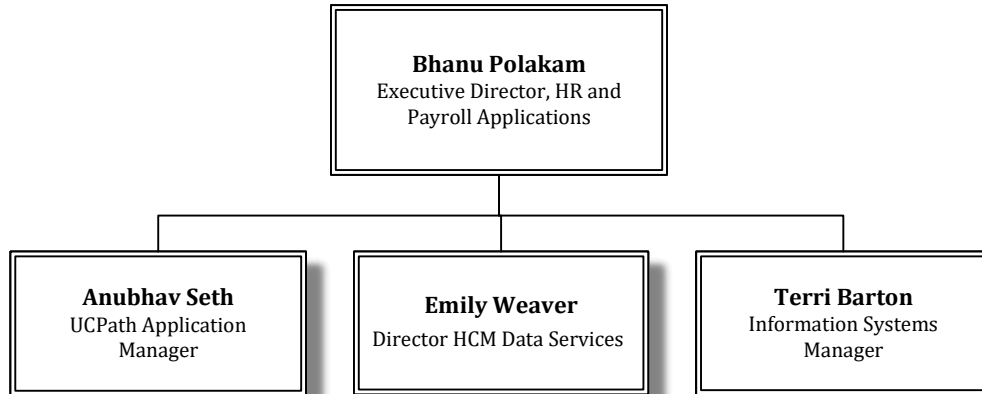 Bhanu Polakam
Executive Director, HR and
Payroll Applications
Anubhav Seth
UCPath Application
Manager
Emily Weaver
Director HCM Data Services
Terri Barton
Information Systems
Manager